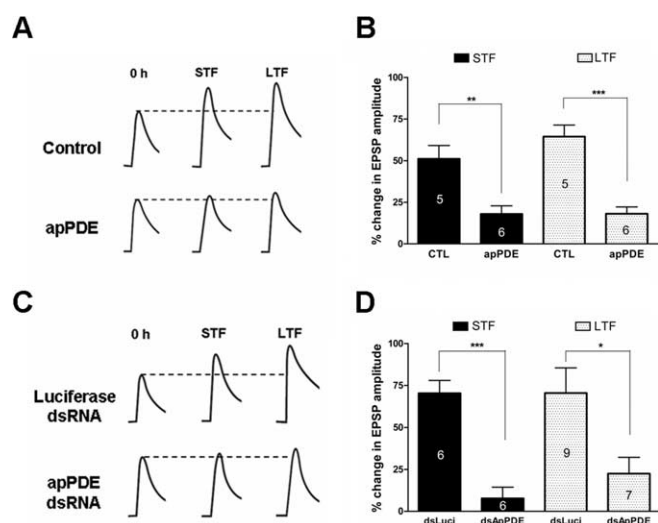 A
0 h STF LTF
Control
apPDE
B
STF LTF
% change in EPSP amplitude
100
75
50
25
0
** ***
5 6 5 6
CTL apPDE CTL apPDE
C
0 h STF LTF
Luciferase
dsRNA
apPDE
dsRNA
D
STF LTF
% change in EPSP amplitude
100
75
50
25
0
*** *
6 6 9 7
dsLuci dsApPDE dsLuci dsApPDE